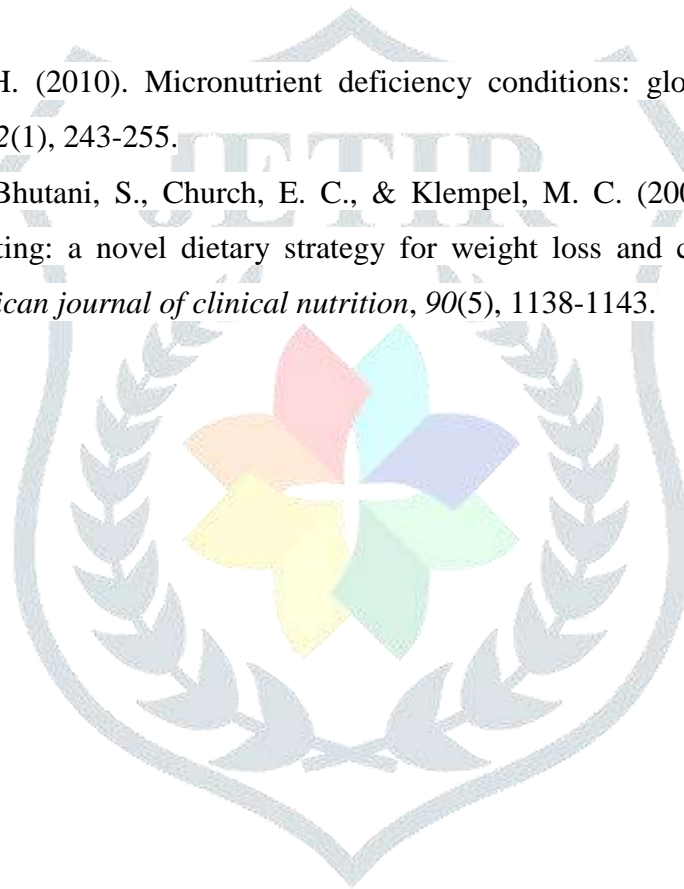 H. (2010). Micronutrient deficiency conditions: glo
2(1), 243-255.
JETIR
Bhutani, S., Church, E. C., & Klempel, M. C. (200
ting: a novel dietary strategy for weight loss and c
ican journal of clinical nutrition, 90(5), 1138-1143.